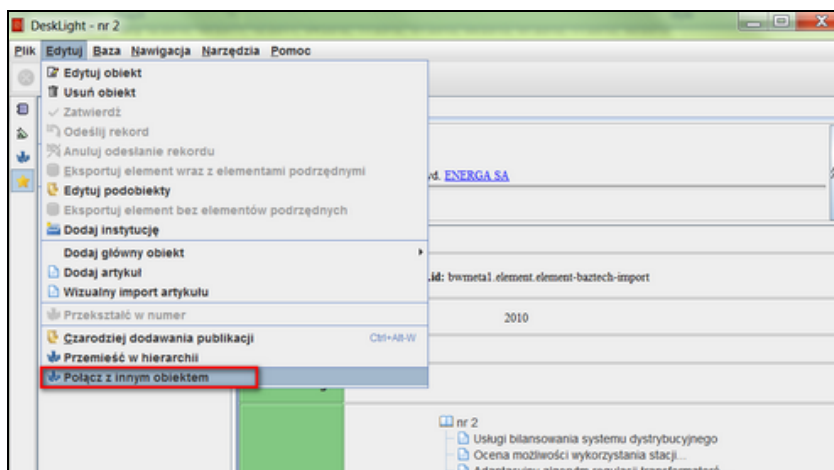 DeskLight - nr 2
Plik Edytuj Baza Nawigacja Narzędzia Pomoc
Edytuj obiekt
Usuń obiekt
Zatwierdź
Odeślij rekord
Anuluj odesłanie rekordu
Eksportuj element wraz z elementami podrzędnymi
yd. ENERGA SA
Edytuj podobiekty
Eksportuj element bez elementów podrzędnych
Dodaj instytucję
Dodaj główny obiekt
Dodaj artykuł
.id: bwmeta1.element.element-baztech-import
Wizualny import artykułu
Przekształć w numer
2010
Czarodziej dodawania publikacji Ctrl+Alt-W
Przemieść w hierarchii
Połącz z innym obiektem
nr 2
Usługi bilansowania systemu dystrybucyjnego
Ocena możliwości wykorzystania stacji...